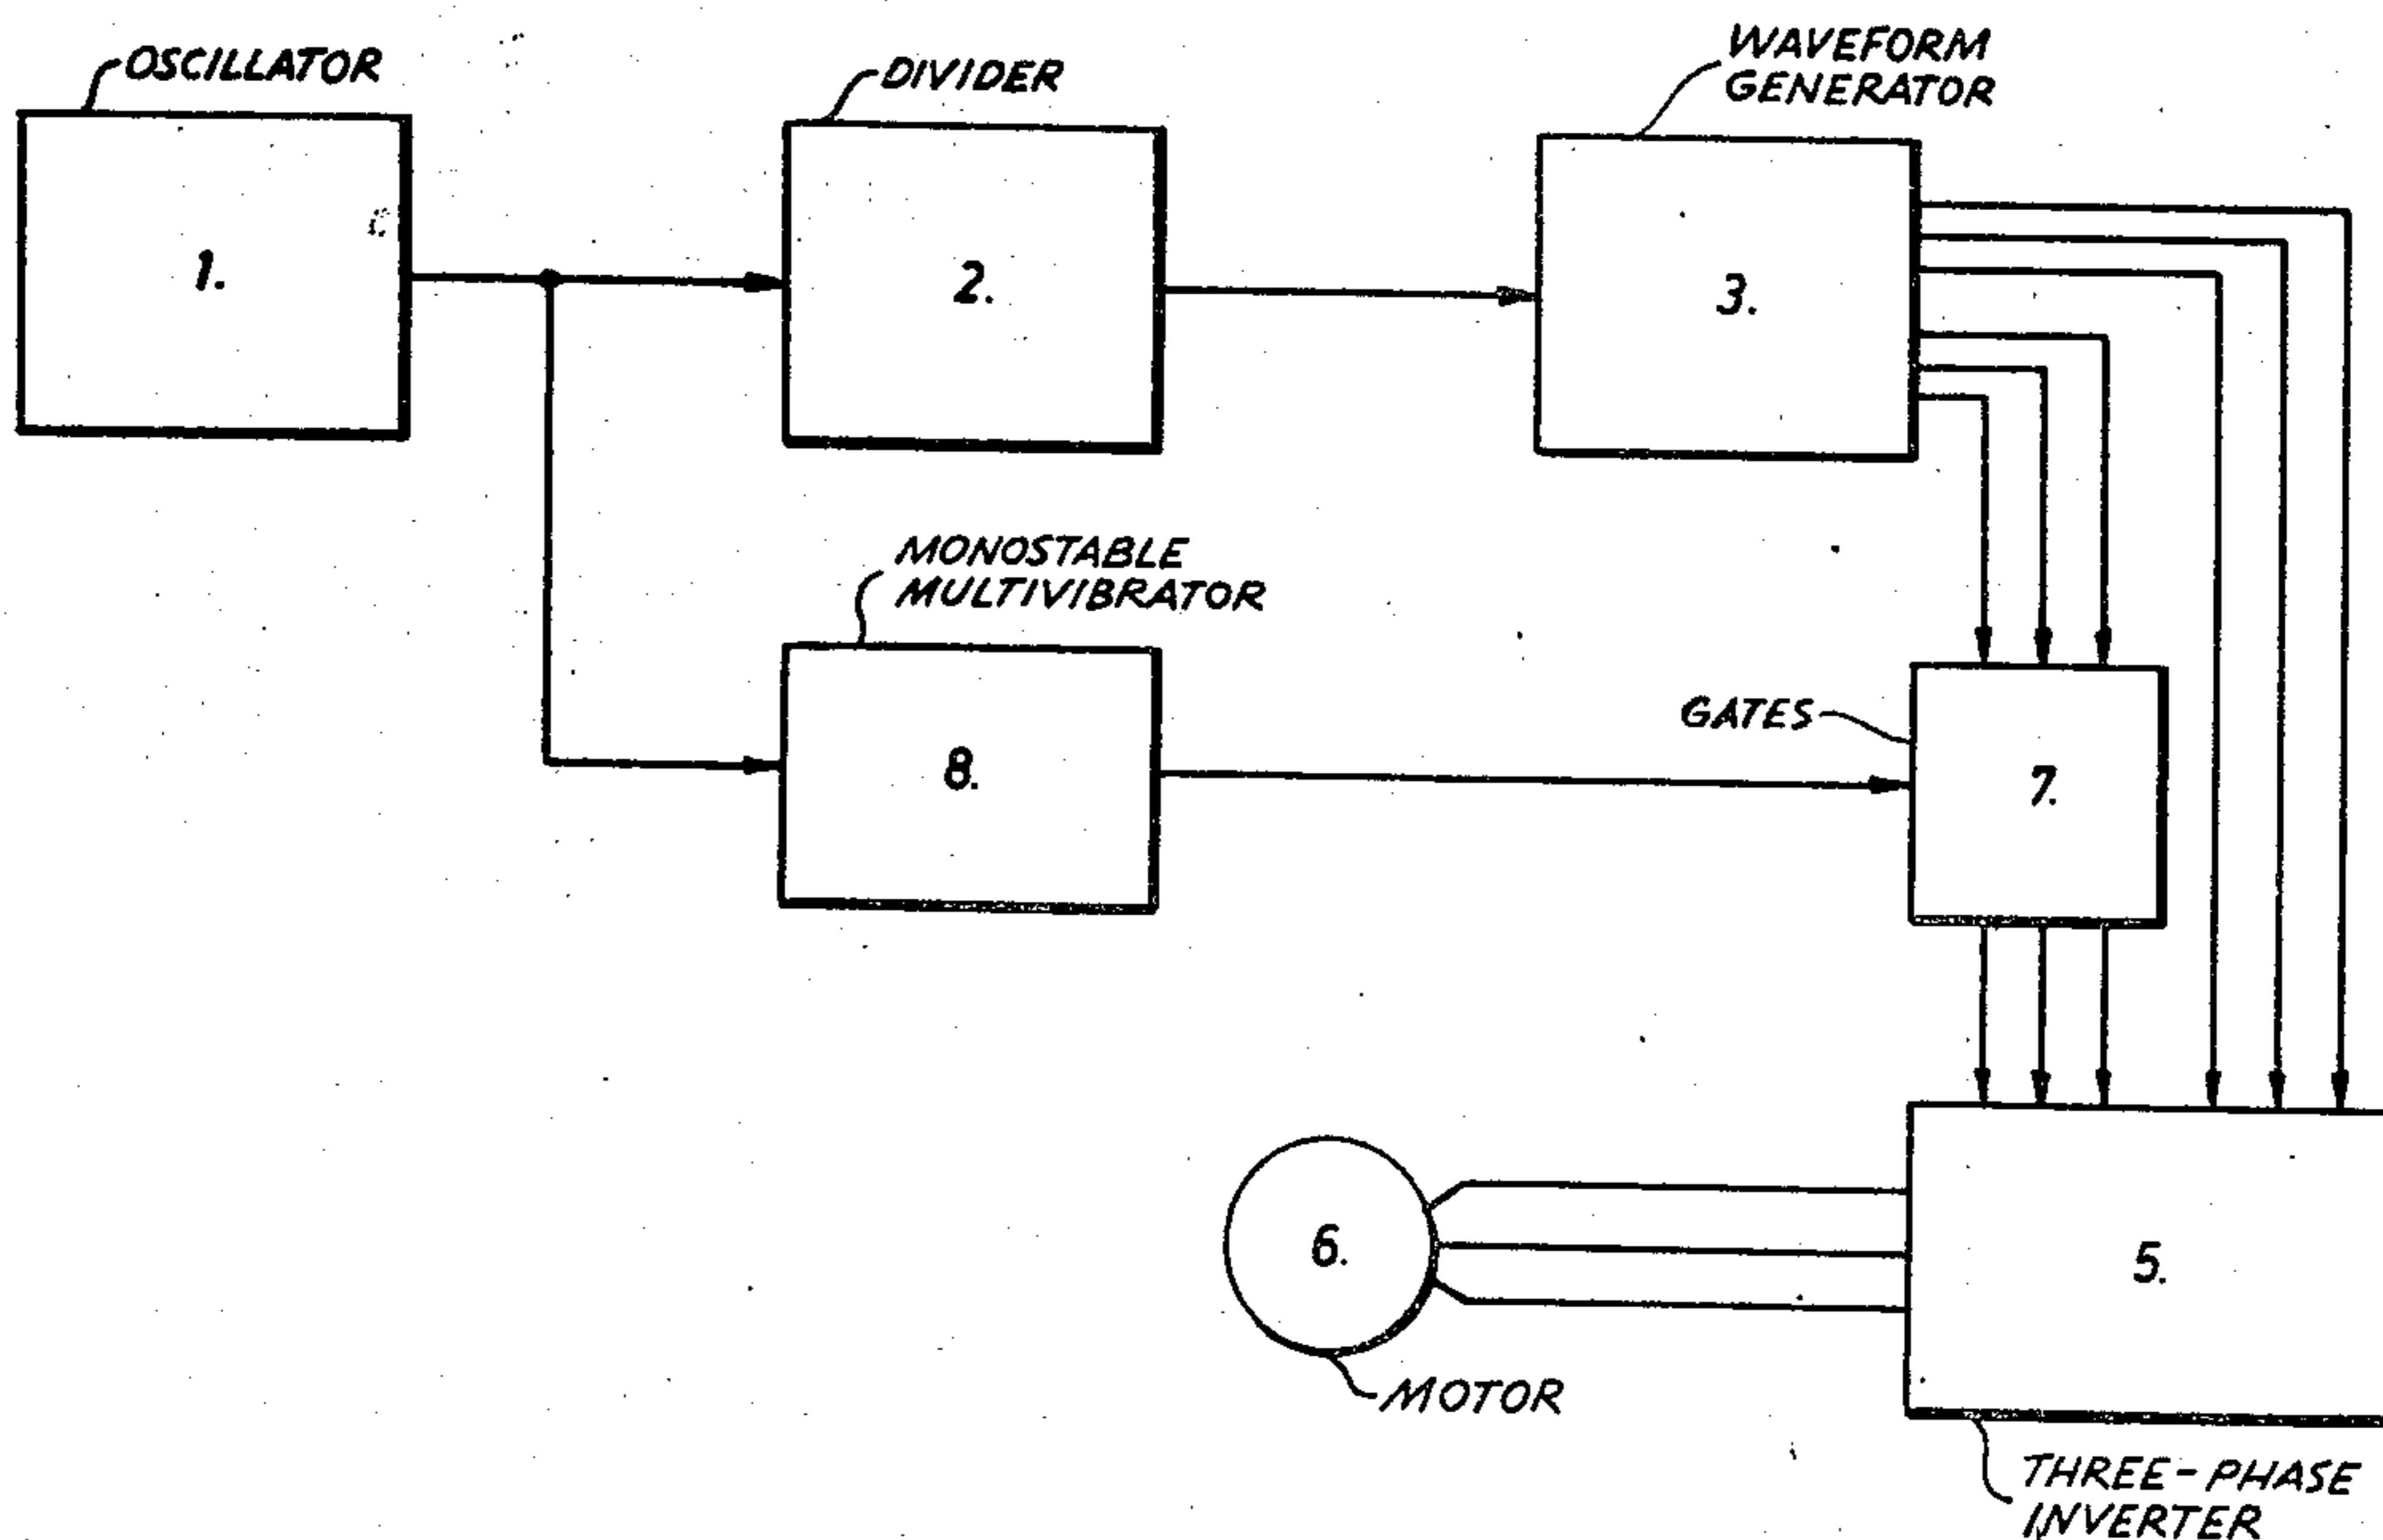 OSCILLATOR
DIVIDER
WAVEFORM
GENERATOR
1.
2.
3.
MONOSTABLE
MULTIVIBRATOR
GATES
8.
7.
6.
5.
MOTOR
THREE-PHASE
INVERTER